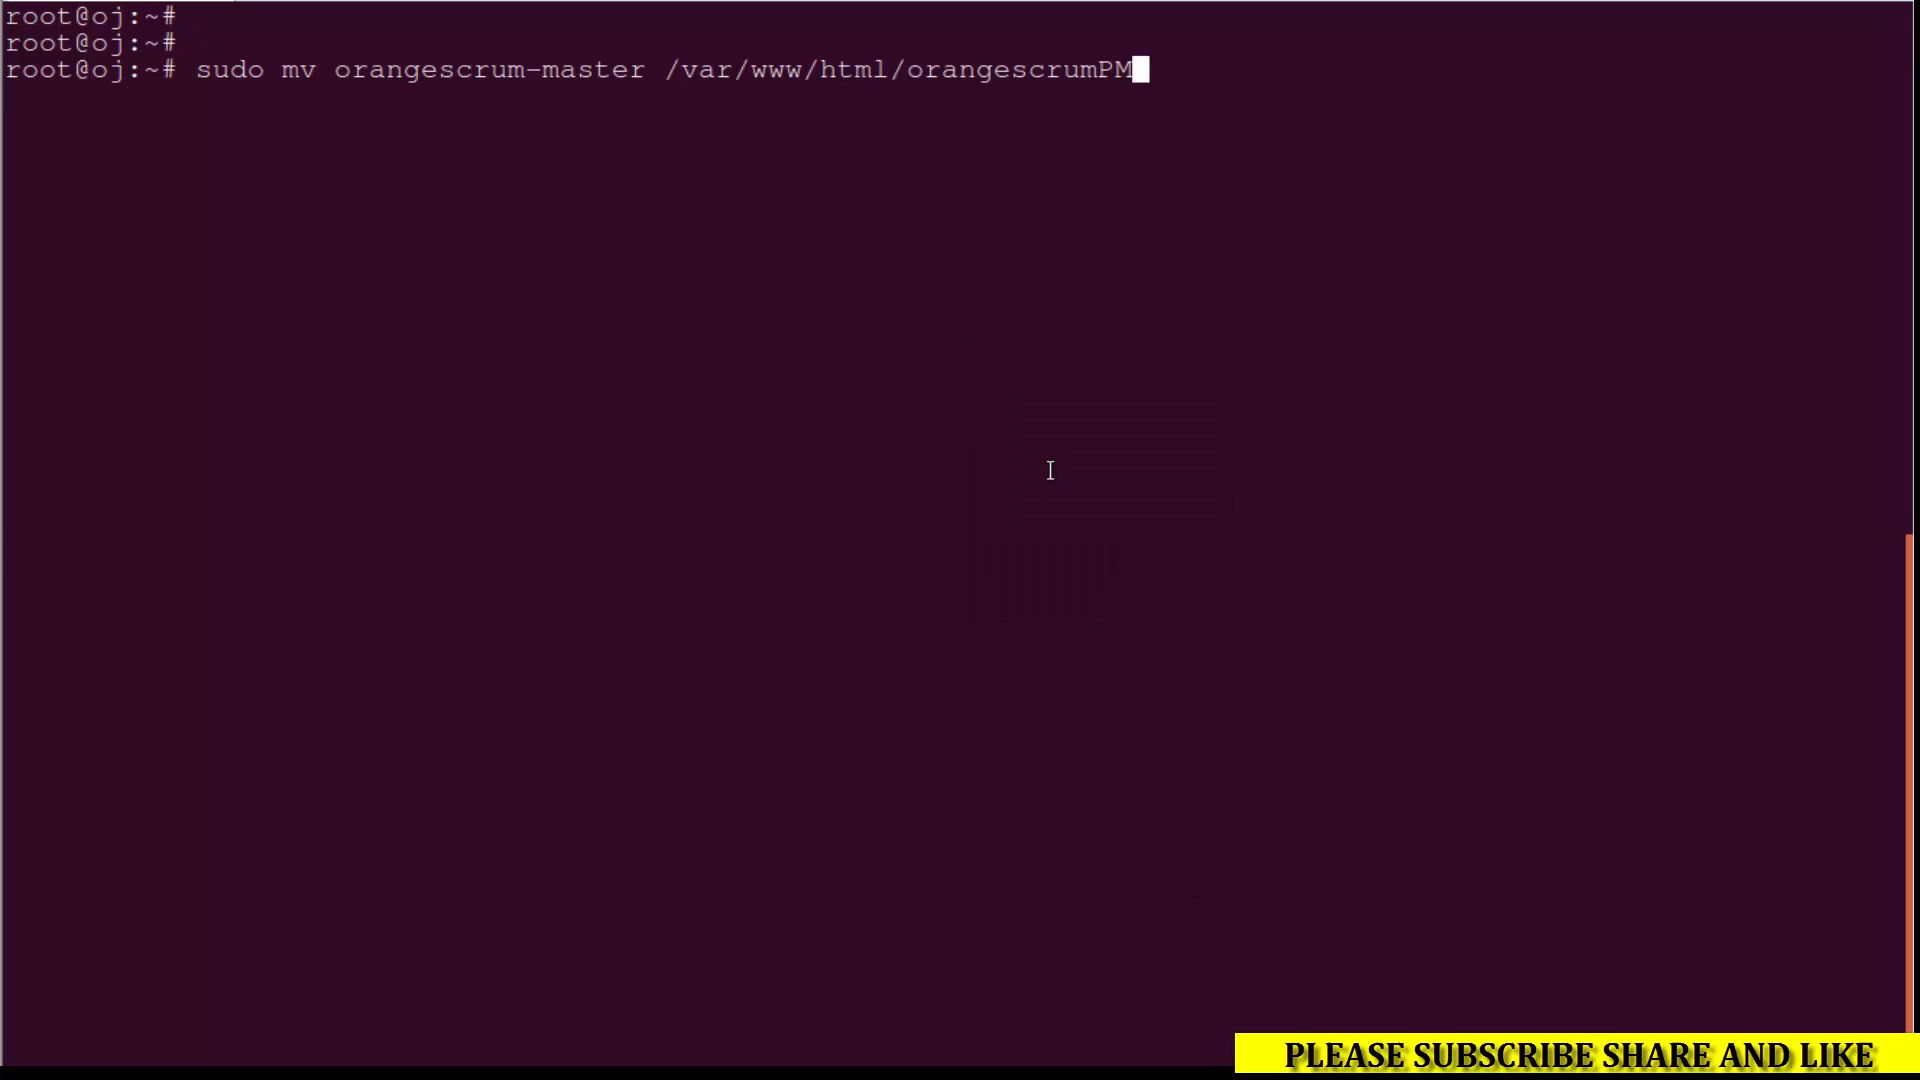 root@oj:~#
root@oj:~#
root@oj:~# sudo mv orangescrum-master /var/www/html/orangescrumPM
PLEASE SUBSCRIBE SHARE AND LIKE